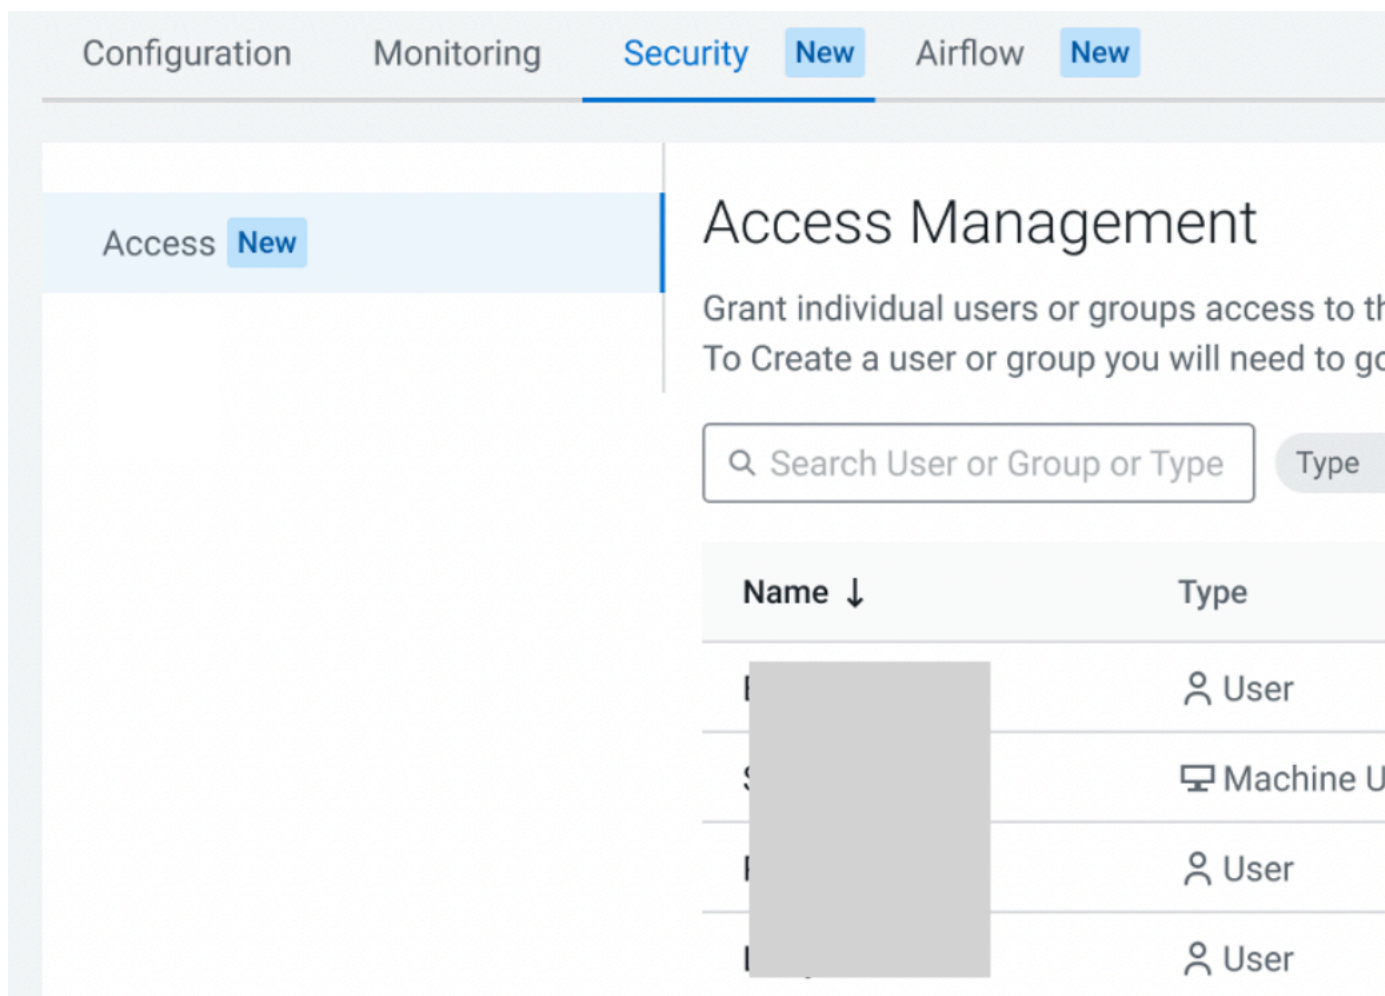 Configuration Monitoring Security New Airflow New
Access New
Access Management
Grant individual users or groups access to
To Create a user or group you will need to
Search User or Group or Type Type
Name ↓ Type
User
Machine
User
User